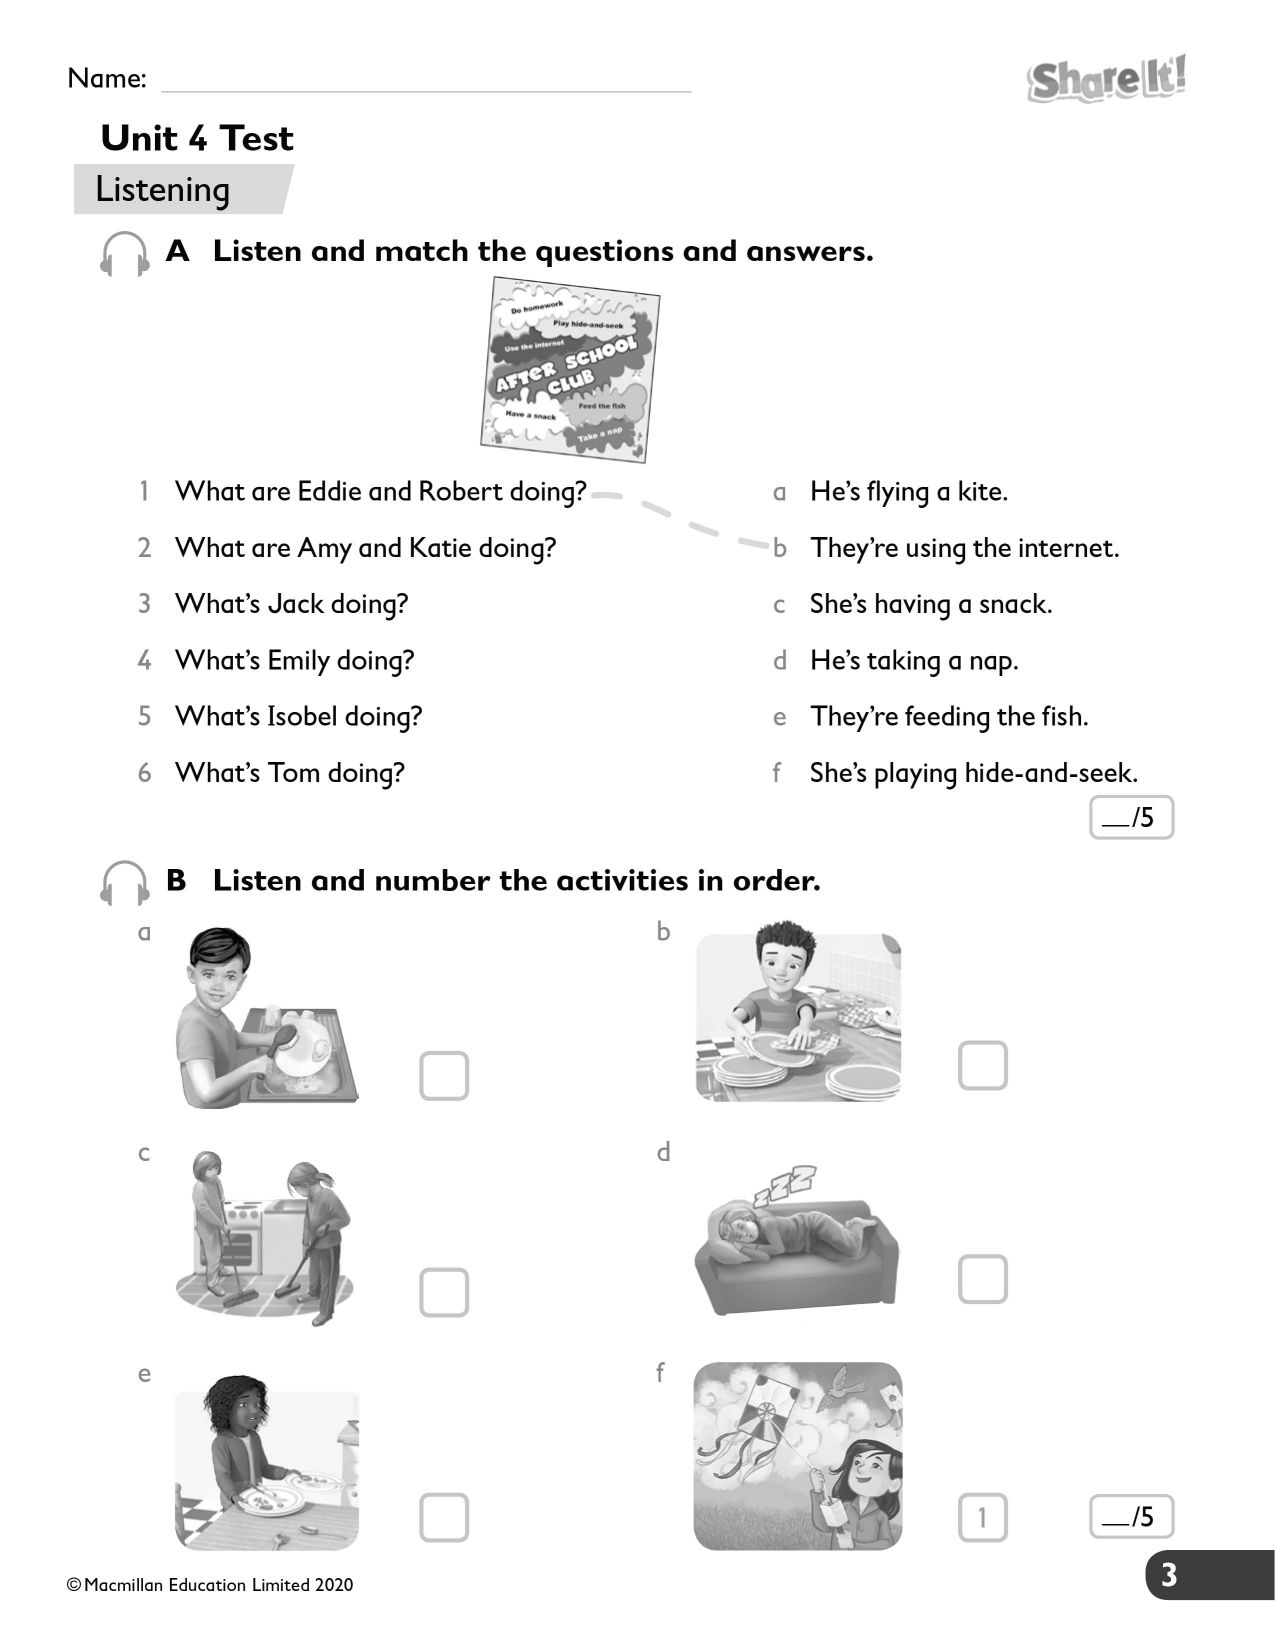 Name:
Share It!
Unit 4 Test
Listening
A Listen and match the questions and answers.
Do homework
Play hide-and-seek
Use the internet
AFTER SCHOOL
CLUB
Have a snack
Feed the fish
Take a nap
1 What are Eddie and Robert doing?
a He’s flying a kite.
2 What are Amy and Katie doing?
b They’re using the internet.
3 What’s Jack doing?
c She’s having a snack.
4 What’s Emily doing?
d He’s taking a nap.
5 What’s Isobel doing?
e They’re feeding the fish.
6 What’s Tom doing?
f She’s playing hide-and-seek.
__/5
B Listen and number the activities in order.
a
b
c
d
zzz
e
f
1
__/5
© Macmillan Education Limited 2020
3